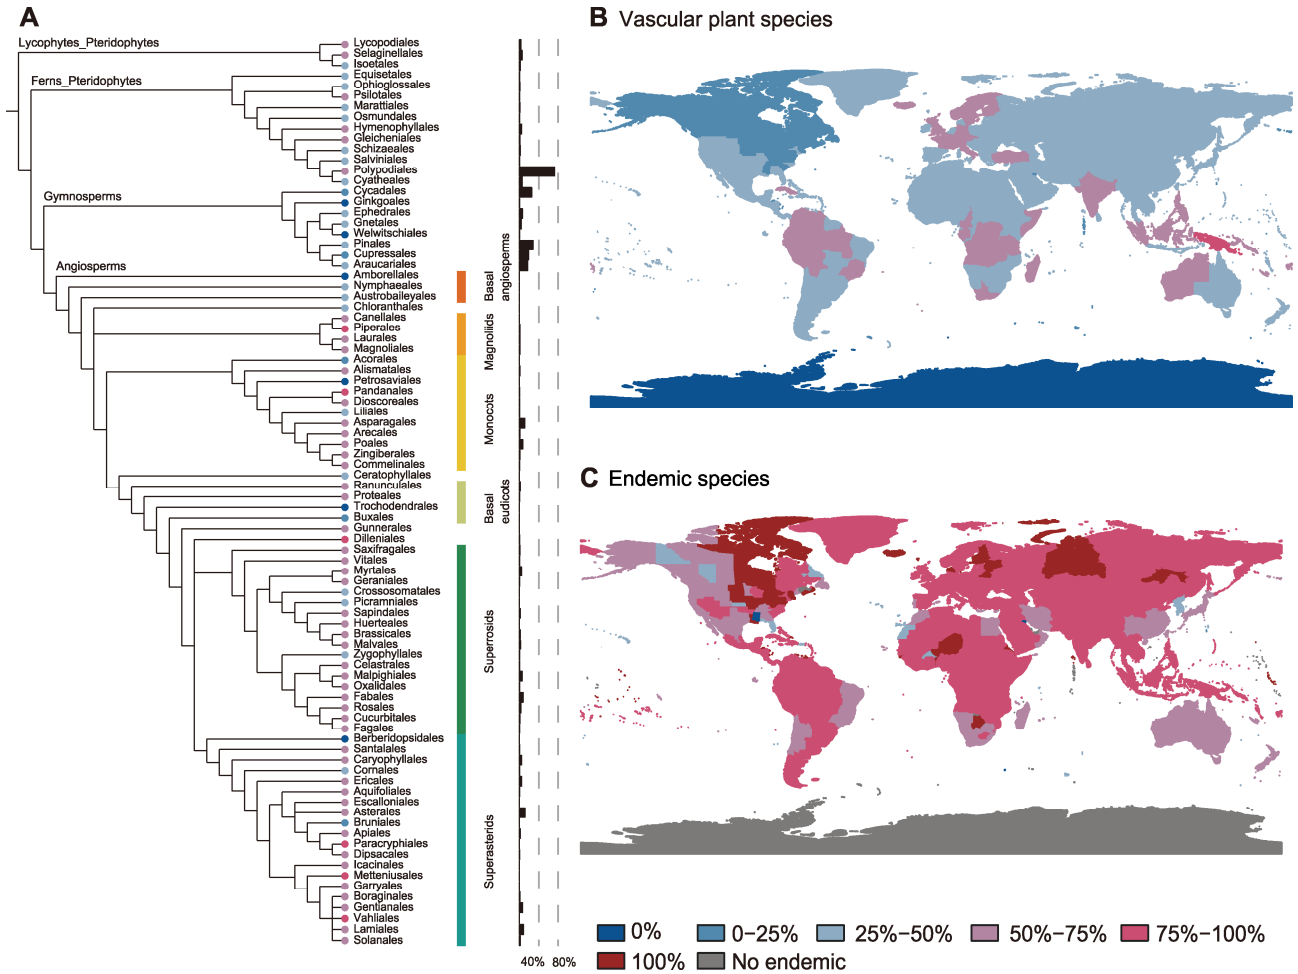 A
Lycophytes_Pteridophytes
Ferns_Pteridophytes
Gymnosperms
Angiosperms
Lycopodiales
Selaginellales
Isoetales
Equisetales
Ophioglossales
Psilotales
Marattiales
Osmundales
Hymenophyllales
Gleicheniales
Schizaeales
Salviniales
Polypodiales
Cyatheales
Cycadales
Ginkgoales
Ephedrales
Gnetales
Welwitschiales
Pinales
Cupressales
Araucariales
Amborellales
Nymphaeales
Austrobaileyales
Chloranthales
Canellales
Piperales
Laurales
Magnoliales
Acorales
Alismatales
Petrosaviales
Pandanales
Dioscoreales
Liliales
Asparagales
Arecales
Poales
Zingiberales
Commelinales
Ceratophyllales
Ranunculales
Proteales
Trochodendrales
Buxales
Gunnerales
Dilleniales
Saxifragales
Vitales
Myrtales
Geraniales
Crossosomatales
Picramniales
Sapindales
Huerteales
Brassicales
Malvales
Zygophyllales
Celastrales
Malpighiales
Oxalidales
Fabales
Rosales
Cucurbitales
Fagales
Berberidopsidales
Santalales
Caryophyllales
Cornales
Ericales
Aquifoliales
Escalloniales
Asterales
Bruniales
Apiales
Paracryphiales
Dipsacales
Icacinales
Metteniusales
Garryales
Boraginales
Gentianales
Vahliales
Lamiales
Solanales
Basal
angiosperms
Magnoliids
Monocots
Basal
eudicots
Superrosids
Superasterids
40% 80%
B Vascular plant species
C Endemic species
0% 0−25% 25%−50% 50%−75% 75%−100%
100% No endemic